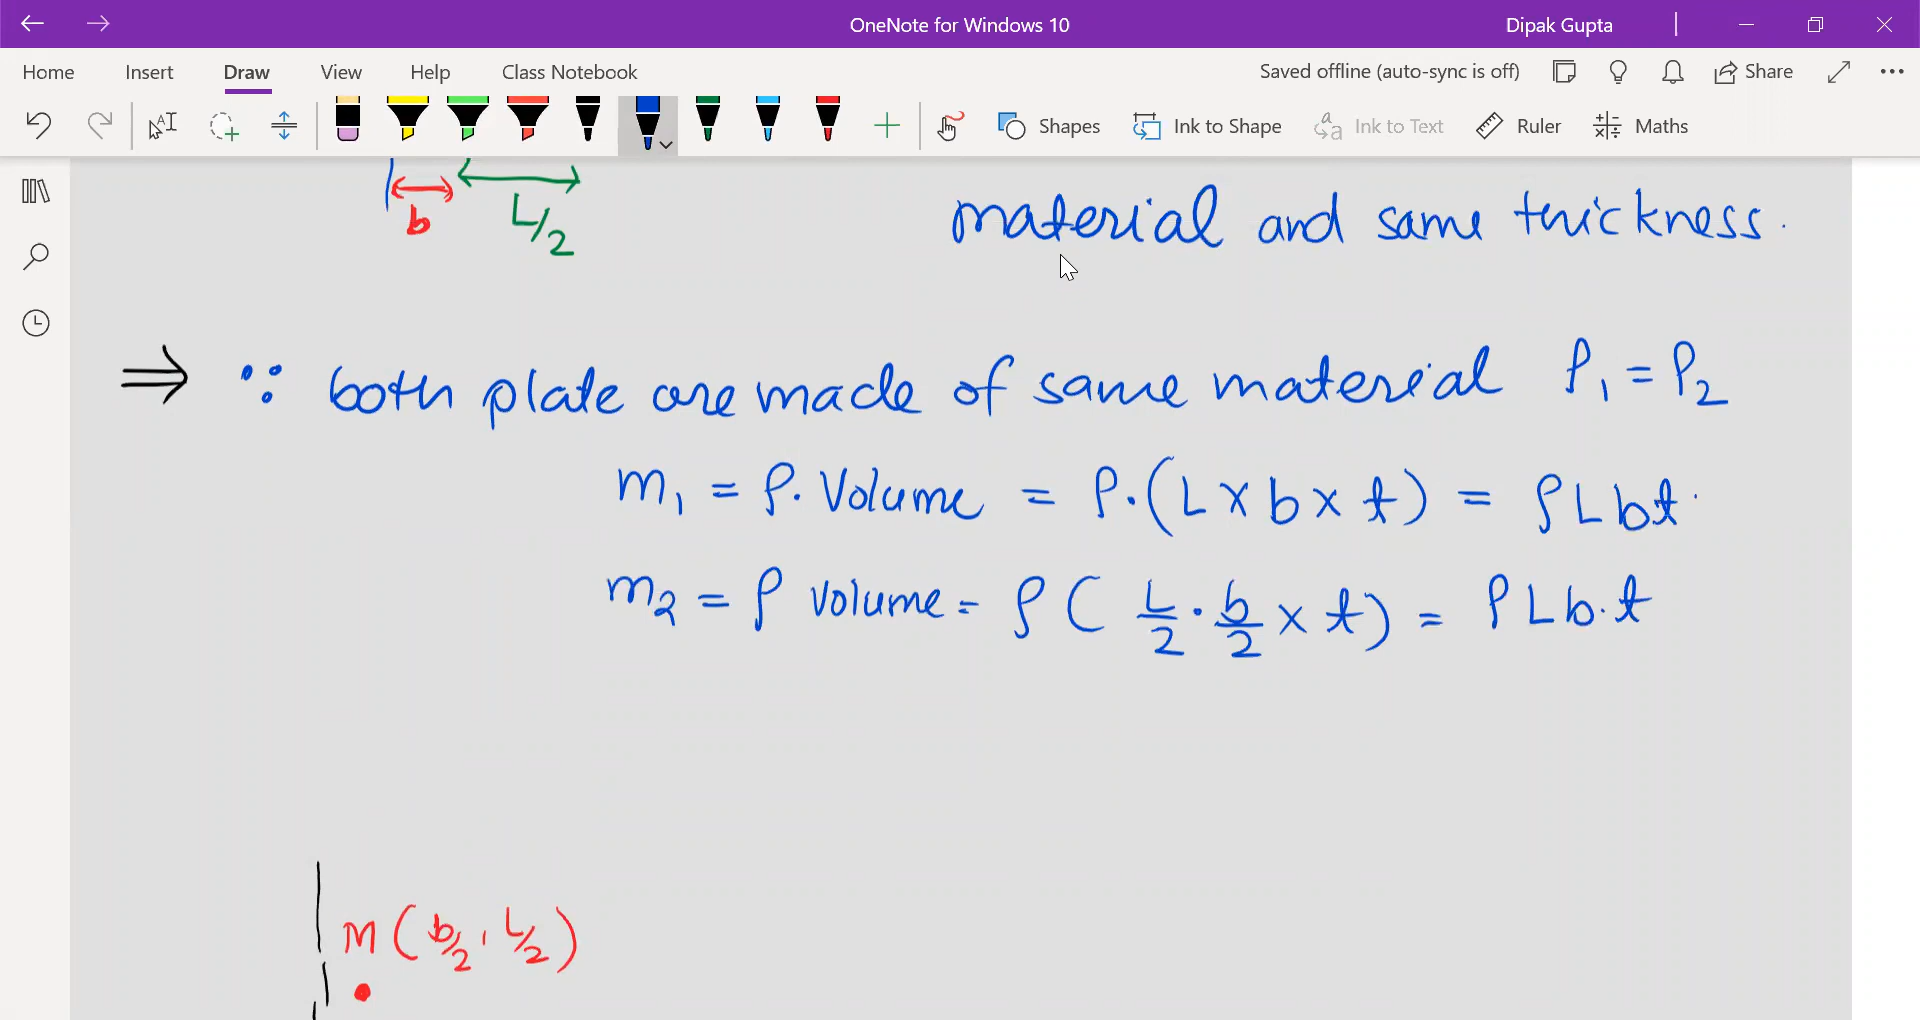 OneNote for Windows 10
Dipak Gupta
Home Insert Draw View Help Class Notebook
Saved offline (auto-sync is off)
Share
Shapes
Ink to Shape
Ink to Text
Ruler
Maths
b
L/2
material and same thickness.
⇒ ∵ both plate are made of same material ρ₁ = ρ₂
m₁ = ρ. Volume = ρ.(L × b × t) = ρLbt.
m₂ = ρ volume = ρ( L/2 · b/2 × t) = ρLb.t
M (b/2, L/2)